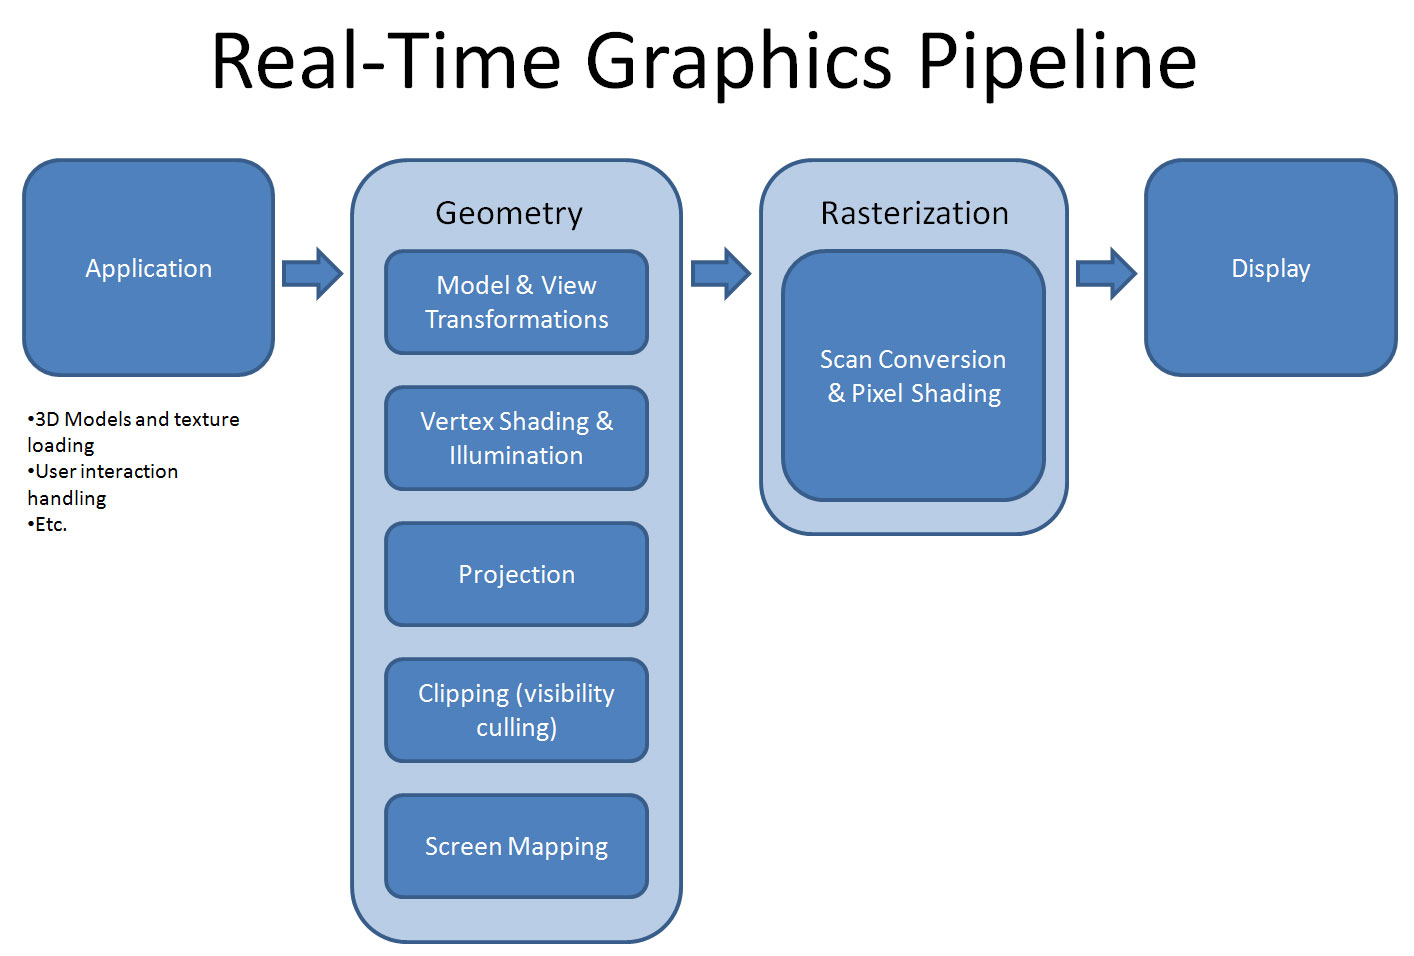 Real-Time Graphics Pipeline
Application
•3D Models and texture
loading
•User interaction
handling
•Etc.
Geometry
Model & View
Transformations
Vertex Shading &
Illumination
Projection
Clipping (visibility
culling)
Screen Mapping
Rasterization
Scan Conversion
& Pixel Shading
Display